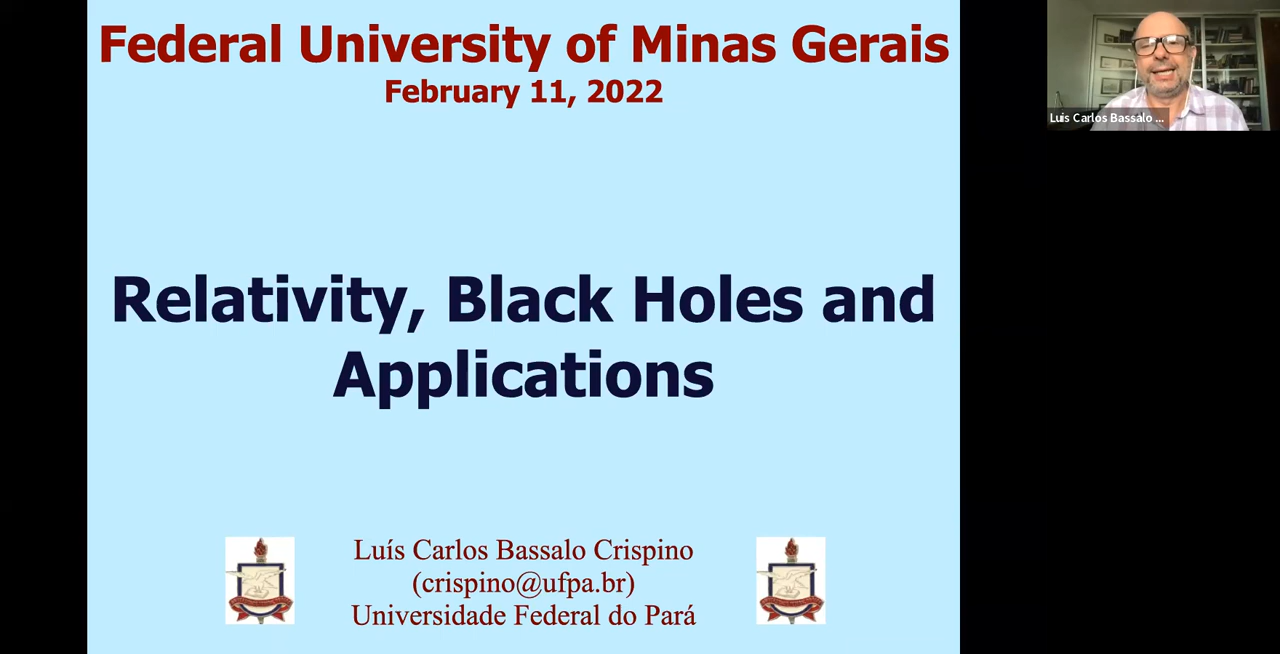 Federal University of Minas Gerais
February 11, 2022
Luis Carlos Bassalo ...
Relativity, Black Holes and
Applications
Luís Carlos Bassalo Crispino
(crispino@ufpa.br)
Universidade Federal do Pará